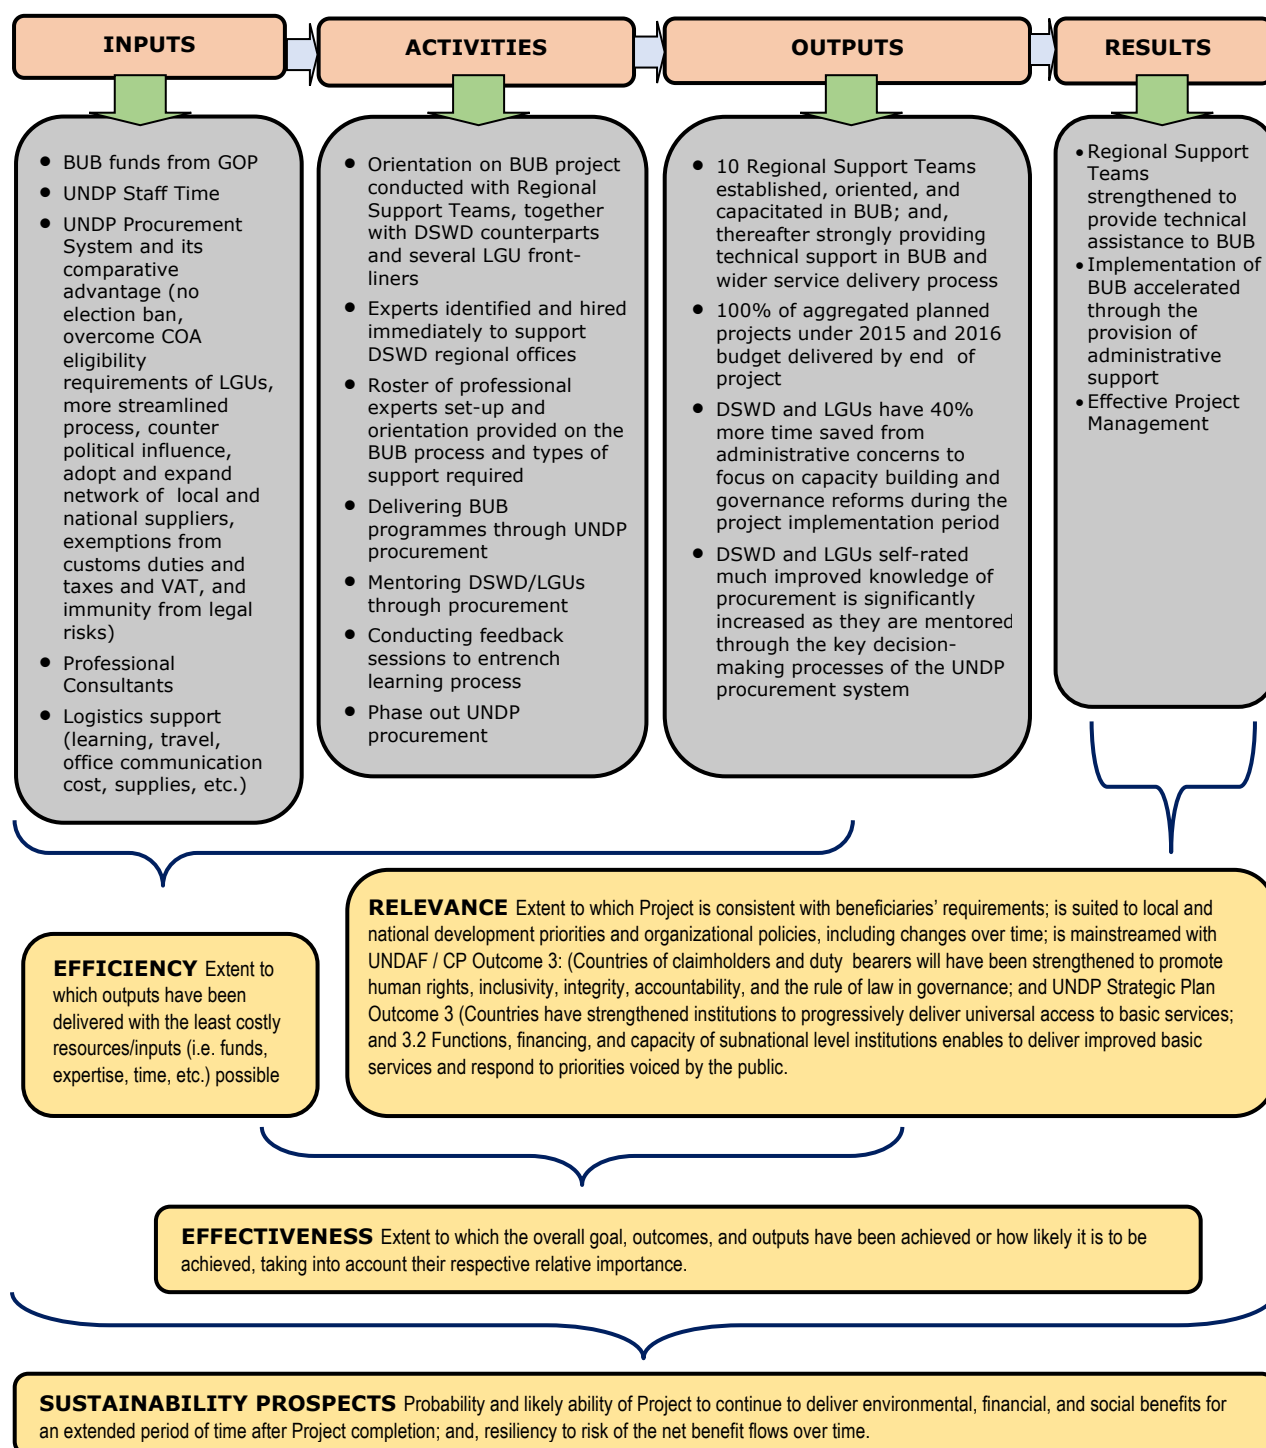 INPUTS
ACTIVITIES
OUTPUTS
RESULTS
• BUB funds from GOP
• UNDP Staff Time
• UNDP Procurement
System and its
comparative
advantage (no
election ban,
overcome COA
eligibility
requirements of LGUs,
more streamlined
process, counter
political influence,
adopt and expand
network of local and
national suppliers,
exemptions from
customs duties and
taxes and VAT, and
immunity from legal
risks)
• Professional
Consultants
• Logistics support
(learning, travel,
office communication
cost, supplies, etc.)
• Orientation on BUB project
conducted with Regional
Support Teams, together
with DSWD counterparts
and several LGU front-
liners
• Experts identified and hired
immediately to support
DSWD regional offices
• Roster of professional
experts set-up and
orientation provided on the
BUB process and types of
support required
• Delivering BUB
programmes through UNDP
procurement
• Mentoring DSWD/LGUs
through procurement
• Conducting feedback
sessions to entrench
learning process
• Phase out UNDP
procurement
• 10 Regional Support Teams
established, oriented, and
capacitated in BUB; and,
thereafter strongly providing
technical support in BUB and
wider service delivery process
• 100% of aggregated planned
projects under 2015 and 2016
budget delivered by end of
project
• DSWD and LGUs have 40%
more time saved from
administrative concerns to
focus on capacity building and
governance reforms during the
project implementation period
• DSWD and LGUs self-rated
much improved knowledge of
procurement is significantly
increased as they are mentored
through the key decision-
making processes of the UNDP
procurement system
• Regional Support
Teams
strengthened to
provide technical
assistance to BUB
• Implementation of
BUB accelerated
through the
provision of
administrative
support
• Effective Project
Management
EFFICIENCY Extent to
which outputs have been
delivered with the least costly
resources/inputs (i.e. funds,
expertise, time, etc.) possible
RELEVANCE Extent to which Project is consistent with beneficiaries’ requirements; is suited to local and
national development priorities and organizational policies, including changes over time; is mainstreamed with
UNDAF / CP Outcome 3: (Countries of claimholders and duty bearers will have been strengthened to promote
human rights, inclusivity, integrity, accountability, and the rule of law in governance; and UNDP Strategic Plan
Outcome 3 (Countries have strengthened institutions to progressively deliver universal access to basic services;
and 3.2 Functions, financing, and capacity of subnational level institutions enables to deliver improved basic
services and respond to priorities voiced by the public.
EFFECTIVENESS Extent to which the overall goal, outcomes, and outputs have been achieved or how likely it is to be
achieved, taking into account their respective relative importance.
SUSTAINABILITY PROSPECTS Probability and likely ability of Project to continue to deliver environmental, financial, and social benefits for
an extended period of time after Project completion; and, resiliency to risk of the net benefit flows over time.